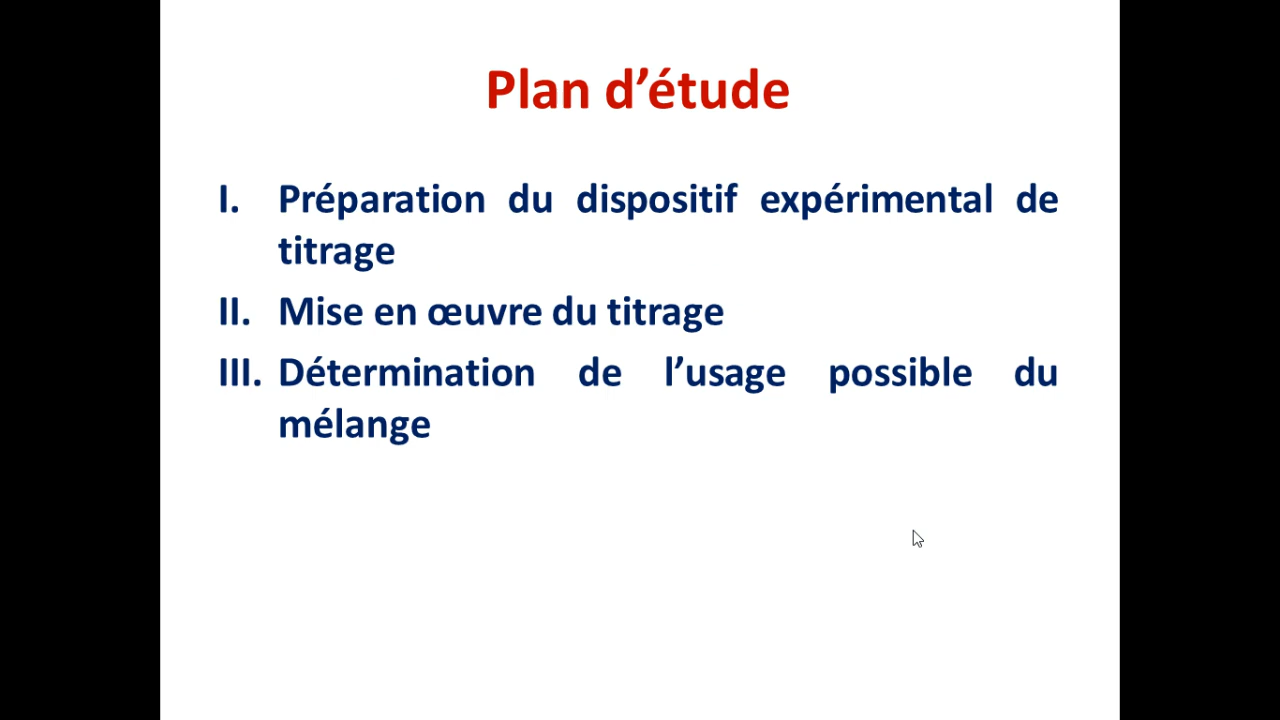 Plan d’étude
I. Préparation du dispositif expérimental de
titrage
II. Mise en œuvre du titrage
III. Détermination de l’usage possible du
mélange